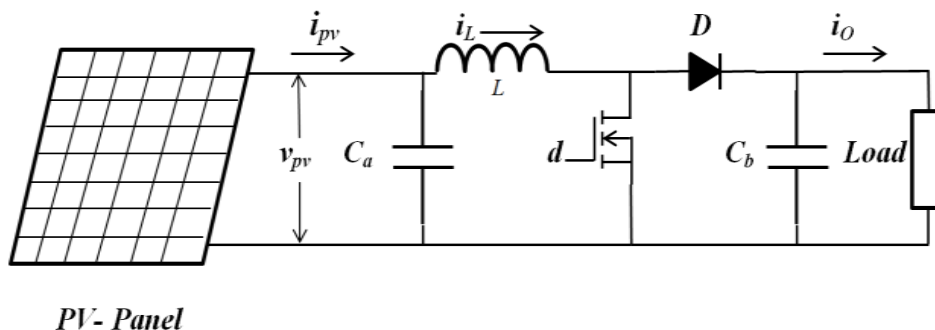 i_pv
i_L
D
i_O
L
v_pv
C_a
d
C_b
Load
PV- Panel